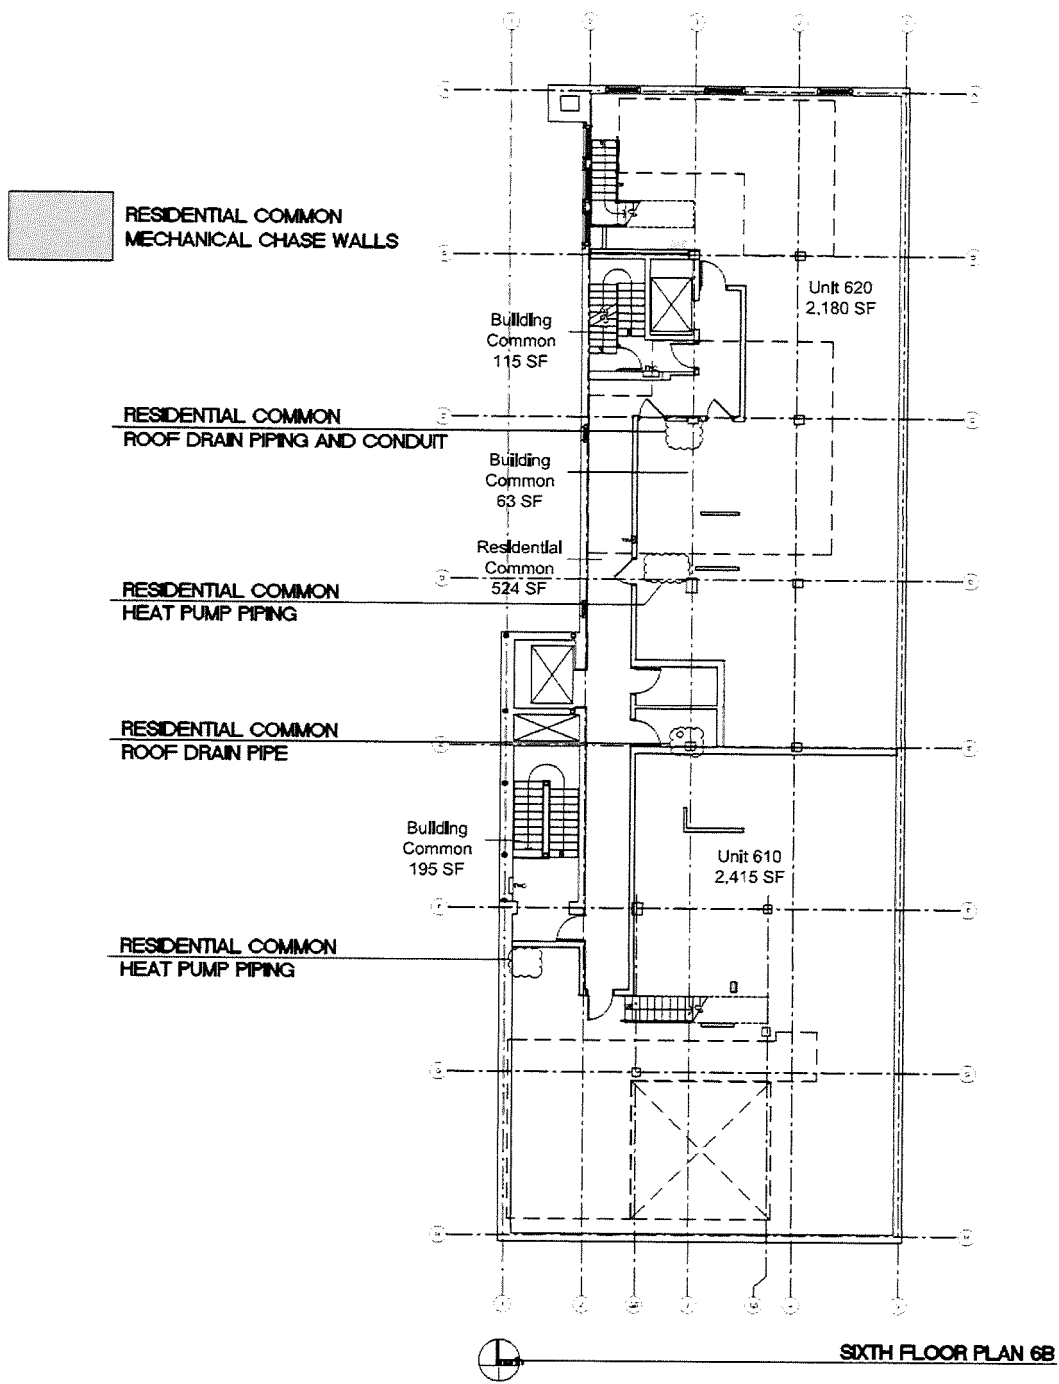 RESIDENTIAL COMMON
MECHANICAL CHASE WALLS
Unit 620
2,180 SF
Building
Common
115 SF
RESIDENTIAL COMMON
ROOF DRAIN PIPING AND CONDUIT
Building
Common
63 SF
Residential
Common
524 SF
RESIDENTIAL COMMON
HEAT PUMP PIPING
RESIDENTIAL COMMON
ROOF DRAIN PIPE
Building
Common
195 SF
Unit 610
2,415 SF
RESIDENTIAL COMMON
HEAT PUMP PIPING
SIXTH FLOOR PLAN 6B